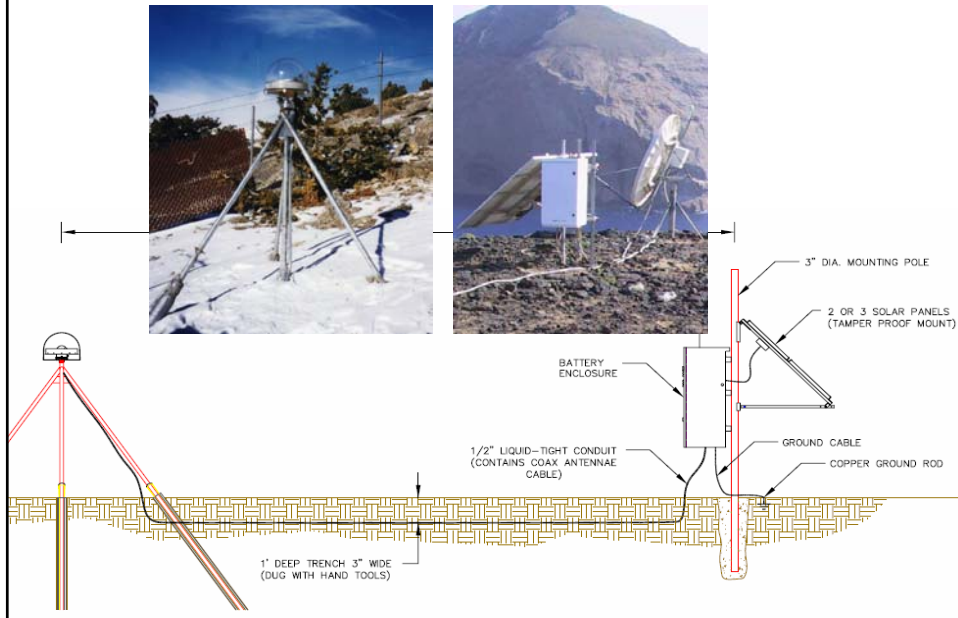 3" DIA. MOUNTING POLE
2 OR 3 SOLAR PANELS
(TAMPER PROOF MOUNT)
BATTERY
ENCLOSURE
GROUND CABLE
1/2" LIQUID-TIGHT CONDUIT
(CONTAINS COAX ANTENNAE
CABLE)
COPPER GROUND ROD
1' DEEP TRENCH 3" WIDE
(DUG WITH HAND TOOLS)